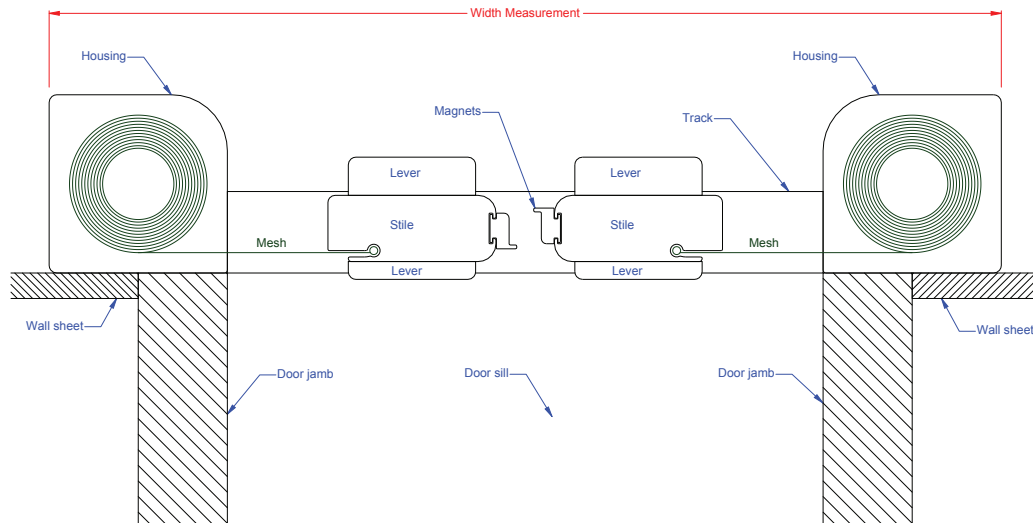 Width Measurement
Housing
Housing
Magnets
Track
Lever
Lever
Stile
Stile
Mesh
Mesh
Lever
Lever
Wall sheet
Wall sheet
Door jamb
Door sill
Door jamb